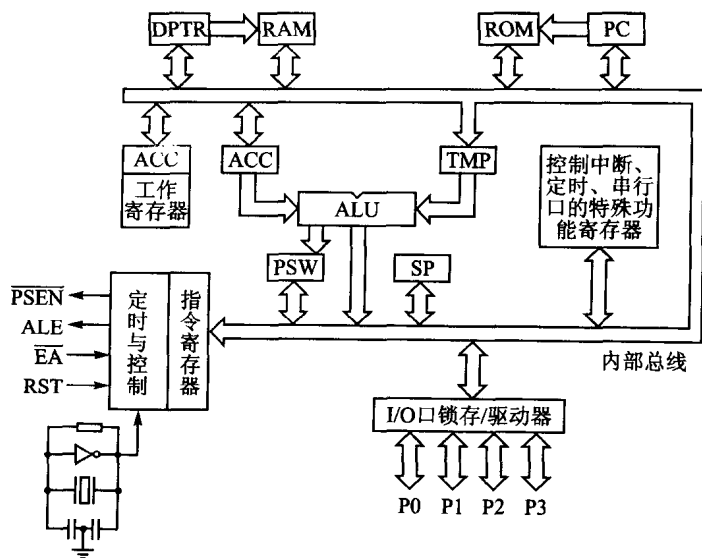 DPTR
RAM
ROM
PC
ACC
工作
寄存器
ACC
TMP
控制中断、
定时、串行
口的特殊功
能寄存器
ALU
PSW
SP
PSEN
ALE
EA
RST
定时与控制
指令寄存器
内部总线
I/O口锁存/驱动器
P0
P1
P2
P3